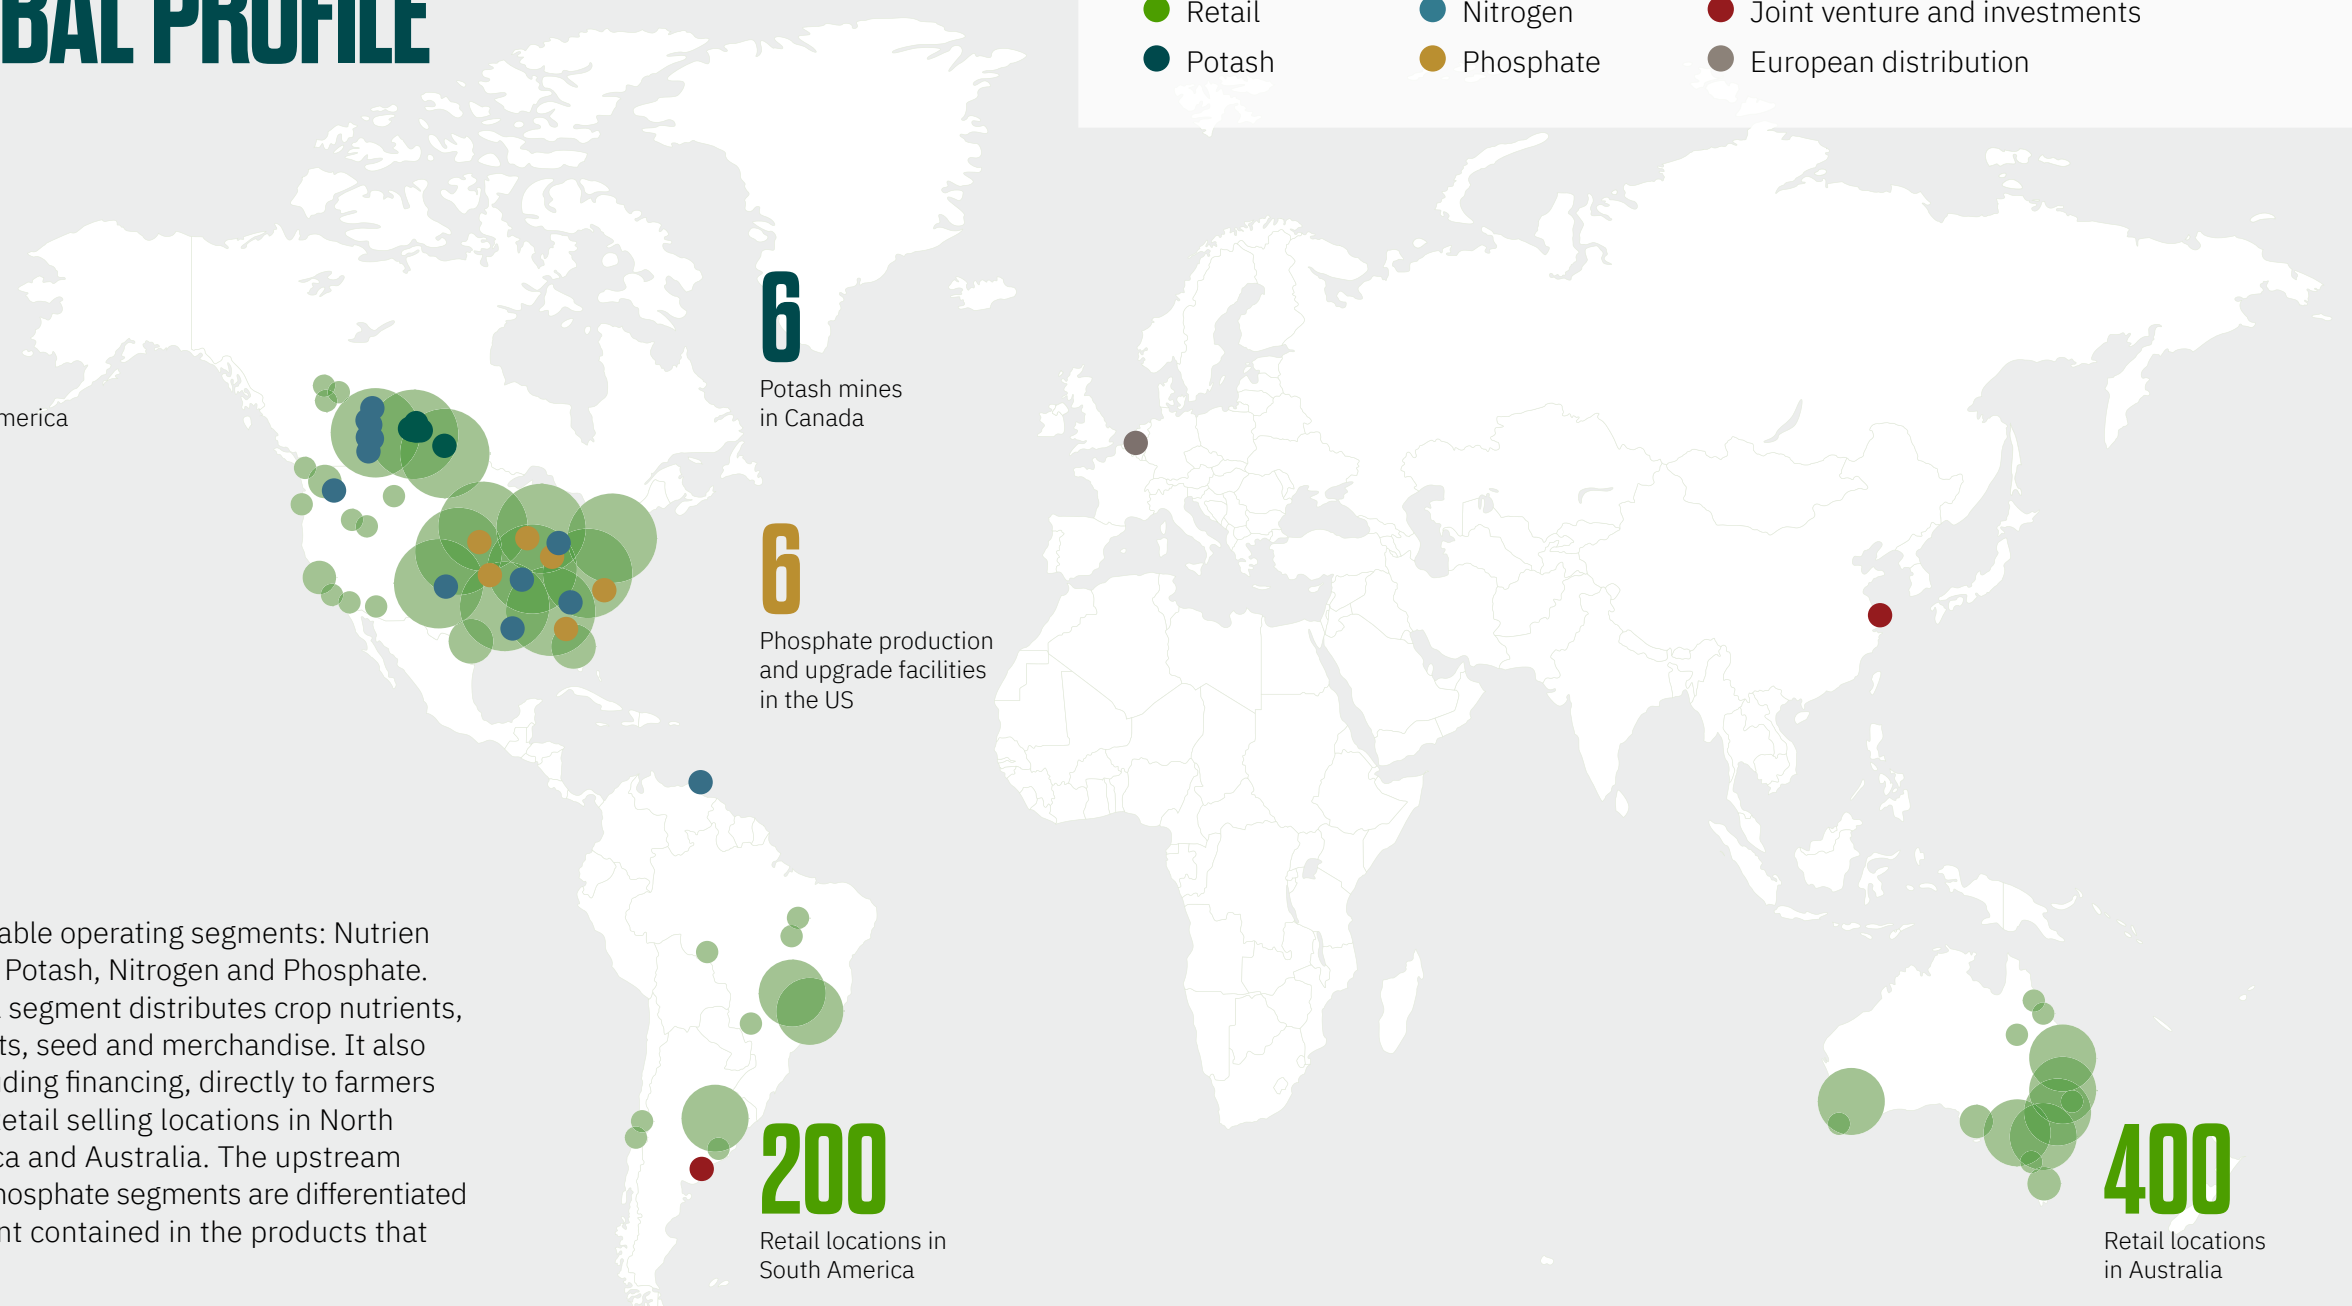 BAL PROFILE
Retail
Nitrogen
Joint venture and investments
Potash
Phosphate
European distribution
merica
6
Potash mines
in Canada
6
Phosphate production
and upgrade facilities
in the US
able operating segments: Nutrien
Potash, Nitrogen and Phosphate.
segment distributes crop nutrients,
ts, seed and merchandise. It also
ding financing, directly to farmers
etail selling locations in North
ca and Australia. The upstream
hosphate segments are differentiated
nt contained in the products that
200
Retail locations in
South America
400
Retail locations
in Australia